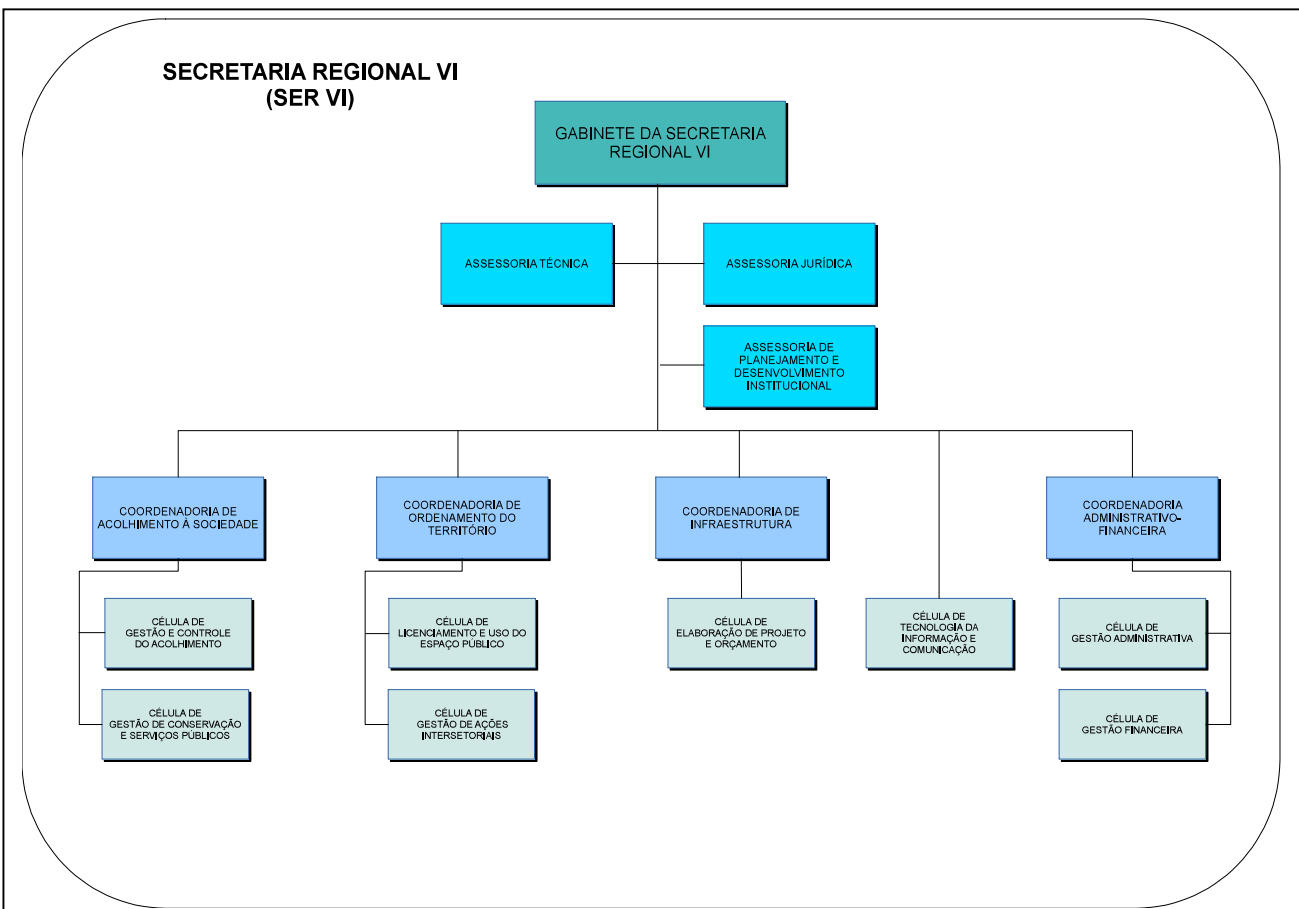 SECRETARIA REGIONAL VI
(SER VI)
GABINETE DA SECRETARIA
REGIONAL VI
ASSESSORIA TÉCNICA
ASSESSORIA JURÍDICA
ASSESSORIA DE
PLANEJAMENTO E
DESENVOLVIMENTO
INSTITUCIONAL
COORDENADORIA DE
ACOLHIMENTO À SOCIEDADE
COORDENADORIA DE
ORDENAMENTO DO
TERRITÓRIO
COORDENADORIA DE
INFRAESTRUTURA
COORDENADORIA
ADMINISTRATIVO-
FINANCEIRA
CÉLULA DE
GESTÃO E CONTROLE
DO ACOLHIMENTO
CÉLULA DE
LICENCIAMENTO E USO DO
ESPAÇO PÚBLICO
CÉLULA DE
ELABORAÇÃO DE PROJETO
E ORÇAMENTO
CÉLULA DE
TECNOLOGIA DA
INFORMAÇÃO E
COMUNICAÇÃO
CÉLULA DE
GESTÃO ADMINISTRATIVA
CÉLULA DE
GESTÃO DE CONSERVAÇÃO
E SERVIÇOS PÚBLICOS
CÉLULA DE
GESTÃO DE AÇÕES
INTERSETORIAIS
CÉLULA DE
GESTÃO FINANCEIRA